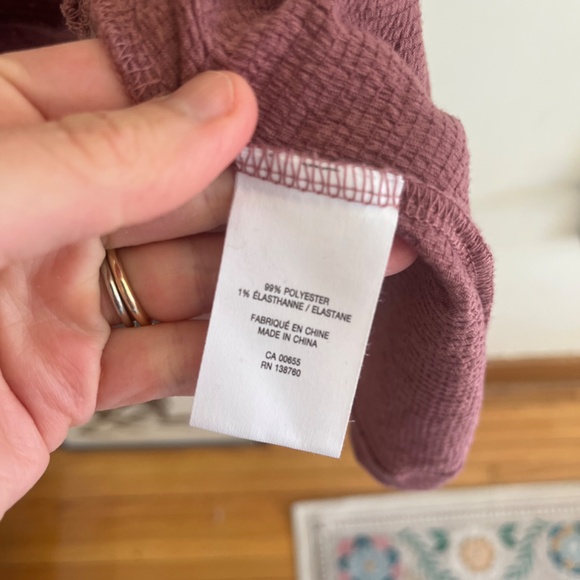 99% POLYESTER
1% ÉLASTHANNE / ELASTANE
FABRIQUÉ EN CHINE
MADE IN CHINA
CA 00655
RN 138760